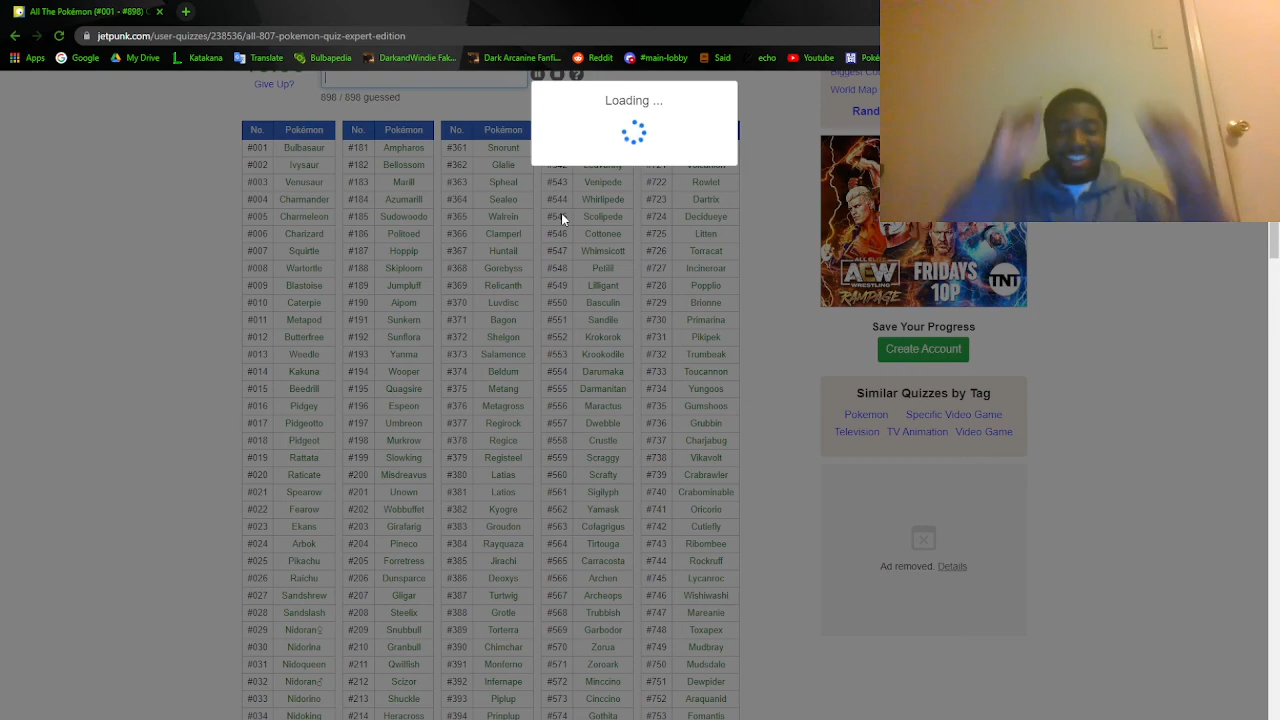 All The Pokémon (#001 - #898)
jetpunk.com/user-quizzes/238536/all-807-pokemon-quiz-expert-edition
Apps Google My Drive Katakana Translate Bulbapedia DarkandWindie Fak... Dark Arcanine Fanfi... Reddit #main-lobby Said echo Youtube
Give Up?
898 / 898 guessed
Loading ...
World Map
AEW
WRESTLING
RAMPAGE
FRIDAYS
10P
TNT
Save Your Progress
Create Account
Similar Quizzes by Tag
Pokemon Specific Video Game
Television TV Animation Video Game
Ad removed. Details
No. Pokémon No. Pokémon No. Pokémon
#001 Bulbasaur #181 Ampharos #361 Snorunt
#002 Ivysaur #182 Bellossom #362 Glalie
#003 Venusaur #183 Marill #363 Spheal #543 Venipede #722 Rowlet
#004 Charmander #184 Azumarill #364 Sealeo #544 Whirlipede #723 Dartrix
#005 Charmeleon #185 Sudowoodo #365 Walrein Scolipede #724 Decidueye
#006 Charizard #186 Politoed #366 Clamperl #546 Cottonee #725 Litten
#007 Squirtle #187 Hoppip #367 Huntail #547 Whimsicott #726 Torracat
#008 Wartortle #188 Skiploom #368 Gorebyss #548 Petilil #727 Incineroar
#009 Blastoise #189 Jumpluff #369 Relicanth #549 Lilligant #728 Popplio
#010 Caterpie #190 Aipom #370 Luvdisc #550 Basculin #729 Brionne
#011 Metapod #191 Sunkern #371 Bagon #551 Sandile #730 Primarina
#012 Butterfree #192 Sunflora #372 Shelgon #552 Krokorok #731 Pikipek
#013 Weedle #193 Yanma #373 Salamence #553 Krookodile #732 Trumbeak
#014 Kakuna #194 Wooper #374 Beldum #554 Darumaka #733 Toucannon
#015 Beedrill #195 Quagsire #375 Metang #555 Darmanitan #734 Yungoos
#016 Pidgey #196 Espeon #376 Metagross #556 Maractus #735 Gumshoos
#017 Pidgeotto #197 Umbreon #377 Regirock #557 Dwebble #736 Grubbin
#018 Pidgeot #198 Murkrow #378 Regice #558 Crustle #737 Charjabug
#019 Rattata #199 Slowking #379 Registeel #559 Scraggy #738 Vikavolt
#020 Raticate #200 Misdreavus #380 Latias #560 Scrafty #739 Crabrawler
#021 Spearow #201 Unown #381 Latios #561 Sigilyph #740 Crabominable
#022 Fearow #202 Wobbuffet #382 Kyogre #562 Yamask #741 Oricorio
#023 Ekans #203 Girafarig #383 Groudon #563 Cofagrigus #742 Cutiefly
#024 Arbok #204 Pineco #384 Rayquaza #564 Tirtouga #743 Ribombee
#025 Pikachu #205 Forretress #385 Jirachi #565 Carracosta #744 Rockruff
#026 Raichu #206 Dunsparce #386 Deoxys #566 Archen #745 Lycanroc
#027 Sandshrew #207 Gligar #387 Turtwig #567 Archeops #746 Wishiwashi
#028 Sandslash #208 Steelix #388 Grotle #568 Trubbish #747 Mareanie
#029 Nidoran♀ #209 Snubbull #389 Torterra #569 Garbodor #748 Toxapex
#030 Nidorina #210 Granbull #390 Chimchar #570 Zorua #749 Mudbray
#031 Nidoqueen #211 Qwilfish #391 Monferno #571 Zoroark #750 Mudsdale
#032 Nidoran♂ #212 Scizor #392 Infernape #572 Minccino #751 Dewpider
#033 Nidorino #213 Shuckle #393 Piplup #573 Cinccino #752 Araquanid
#034 Nidoking #214 Heracross #394 Prinplup #574 Gothita #753 Fomantis